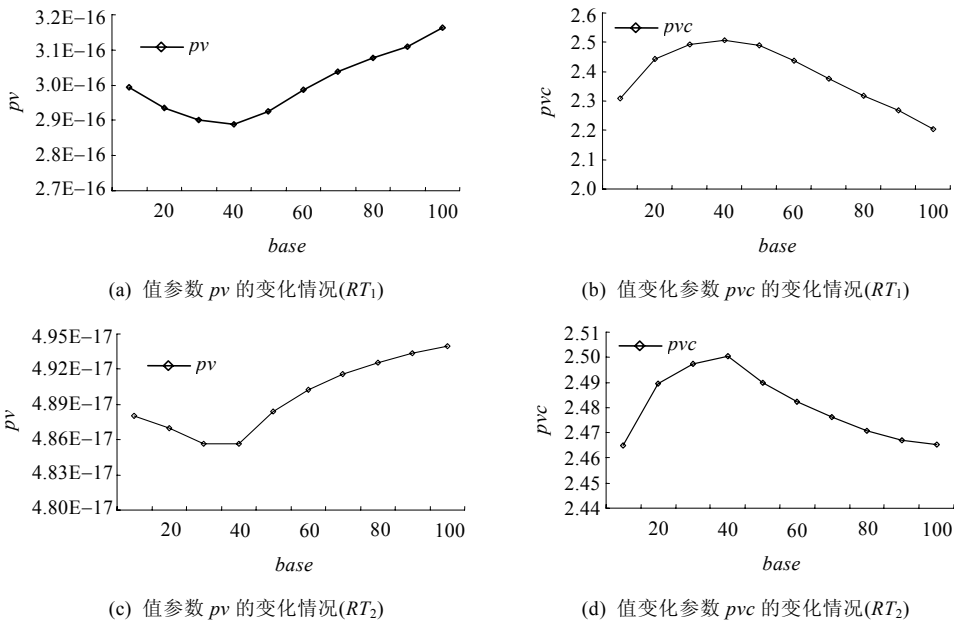 3.2E−16
3.1E−16
3.0E−16
2.9E−16
2.8E−16
2.7E−16
pv
pv
20 40 60 80 100
base
(a) 值参数 pv 的变化情况(RT₁)
2.6
2.5
2.4
2.3
2.2
2.1
2.0
pvc
pvc
20 40 60 80 100
base
(b) 值变化参数 pvc 的变化情况(RT₁)
4.95E−17
4.92E−17
4.89E−17
4.86E−17
4.83E−17
4.80E−17
pv
pv
20 40 60 80 100
base
(c) 值参数 pv 的变化情况(RT₂)
2.51
2.50
2.49
2.48
2.47
2.46
2.45
2.44
pvc
pvc
20 40 60 80 100
base
(d) 值变化参数 pvc 的变化情况(RT₂)